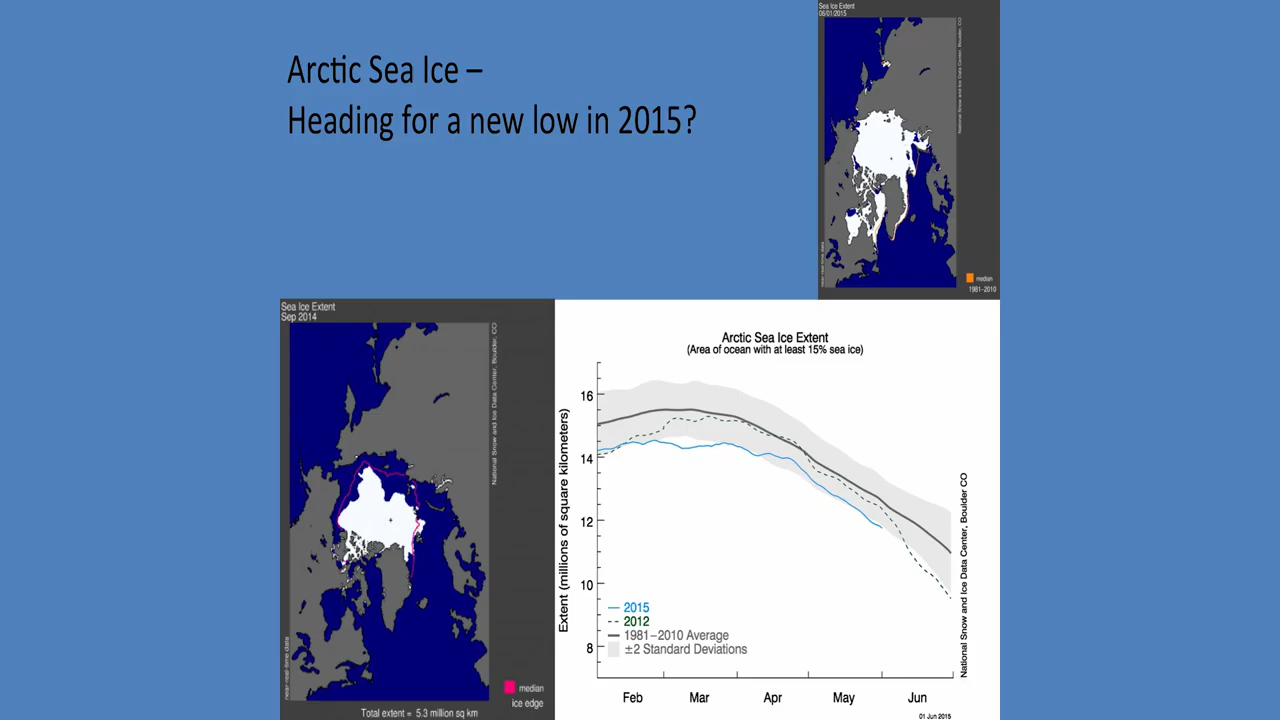 Arctic Sea Ice –
Heading for a new low in 2015?
Sea Ice Extent
06/01/2015
National Snow and Ice Data Center, Boulder, CO
near-real-time data
median
1981-2010
Sea Ice Extent
Sep 2014
National Snow and Ice Data Center, Boulder, CO
near-real-time data
median
ice edge
Total extent = 5.3 million sq km
Arctic Sea Ice Extent
(Area of ocean with at least 15% sea ice)
Extent (millions of square kilometers)
16
14
12
10
8
2015
2012
1981–2010 Average
±2 Standard Deviations
Feb Mar Apr May Jun
National Snow and Ice Data Center, Boulder CO
01 Jun 2015